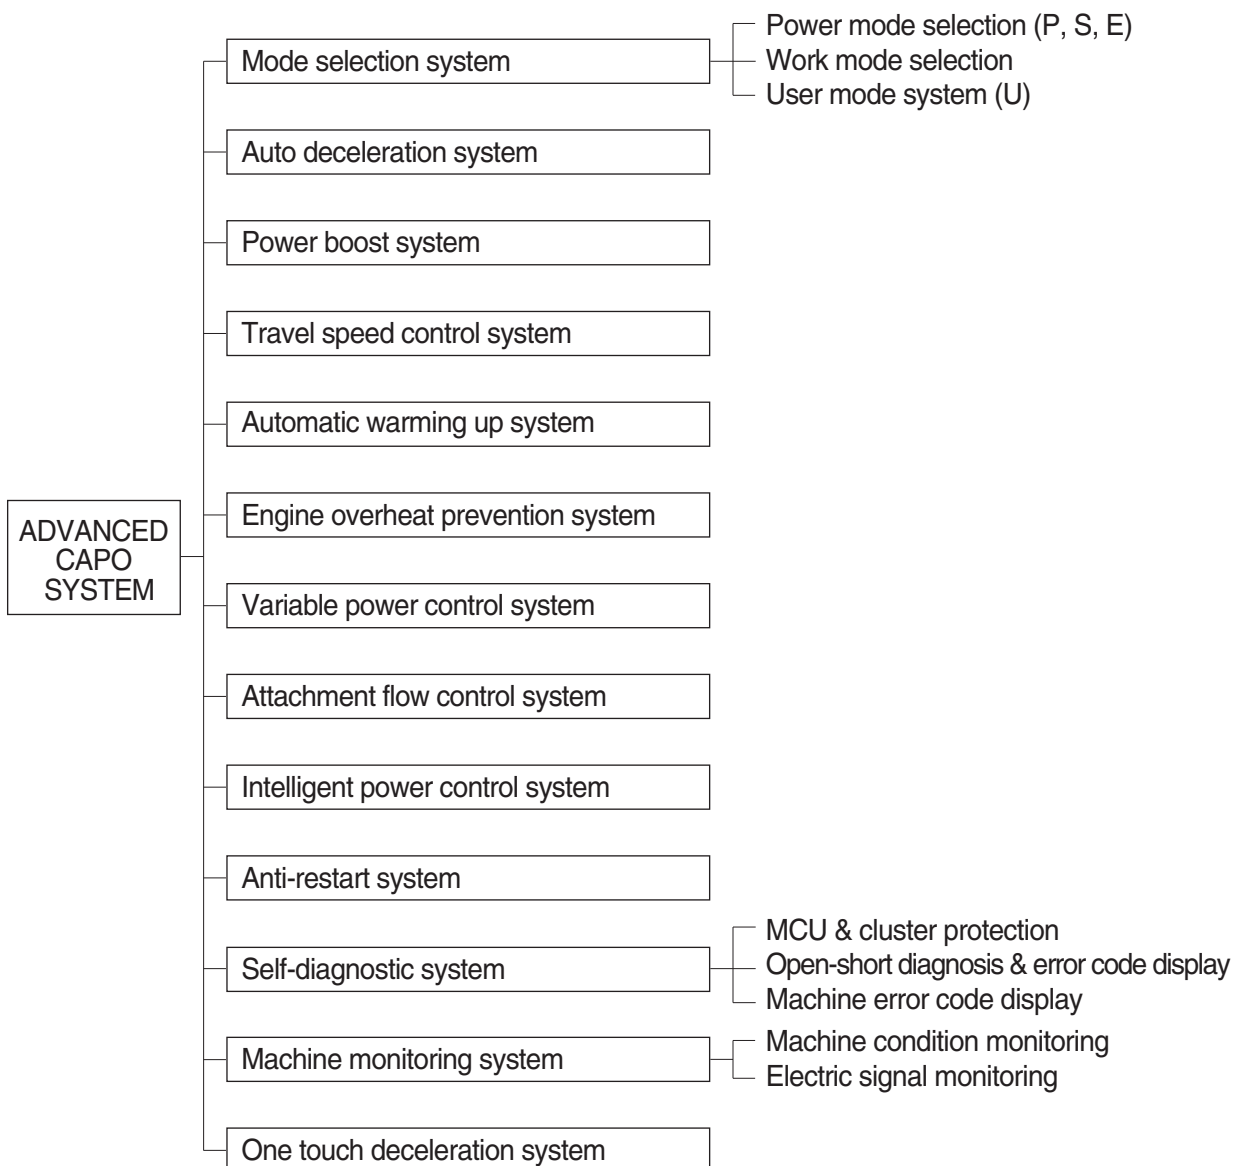 Power mode selection (P, S, E)
Mode selection system
Work mode selection
User mode system (U)
Auto deceleration system
Power boost system
Travel speed control system
Automatic warming up system
Engine overheat prevention system
ADVANCED
CAPO
SYSTEM
Variable power control system
Attachment flow control system
Intelligent power control system
Anti-restart system
MCU & cluster protection
Self-diagnostic system
Open-short diagnosis & error code display
Machine error code display
Machine condition monitoring
Machine monitoring system
Electric signal monitoring
One touch deceleration system